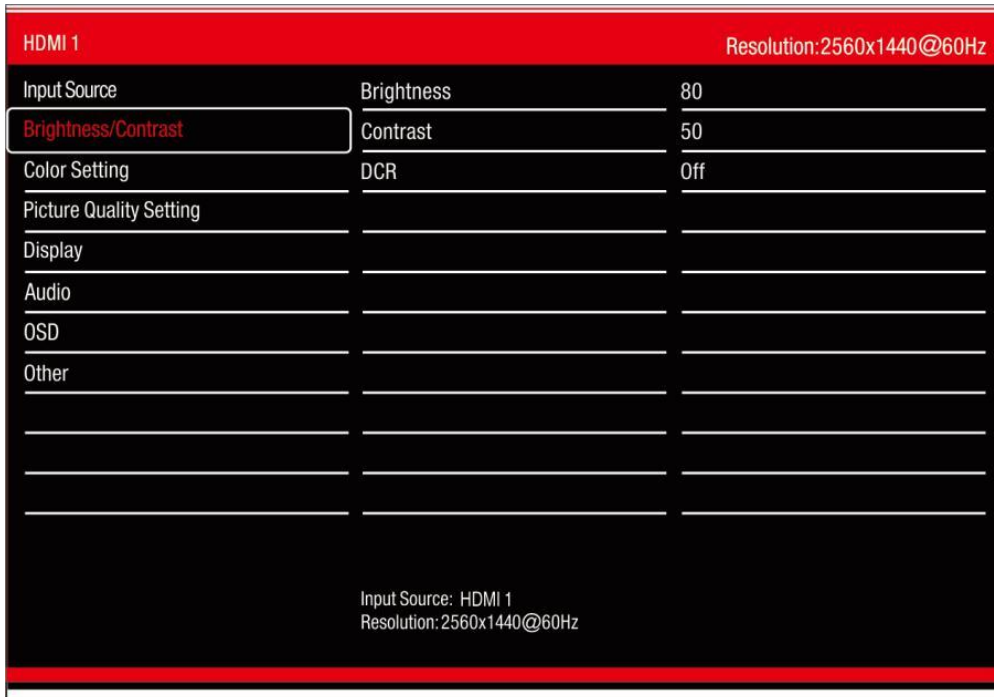 HDMI 1 Resolution:2560x1440@60Hz
Input Source Brightness 80
Brightness/Contrast Contrast 50
Color Setting DCR Off
Picture Quality Setting
Display
Audio
OSD
Other
Input Source: HDMI 1
Resolution:2560x1440@60Hz